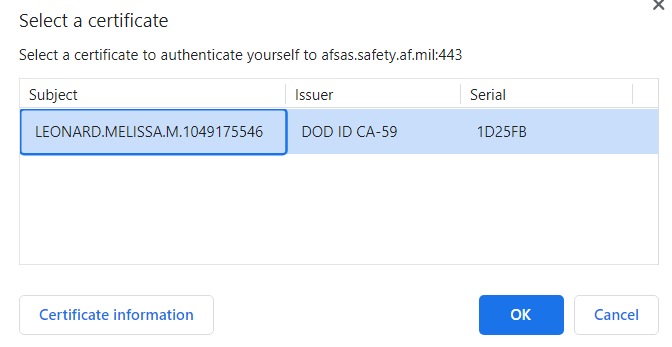 Select a certificate
Select a certificate to authenticate yourself to afsas.safety.af.mil:443
Subject Issuer Serial
LEONARD.MELISSA.M.1049175546 DOD ID CA-59 1D25FB
Certificate information OK Cancel